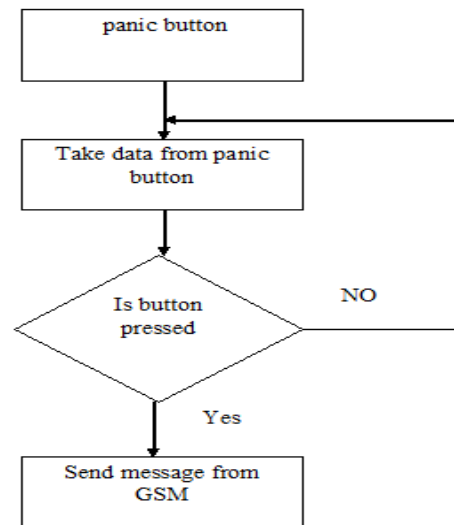 panic button
Take data from panic
button
Is button
pressed
NO
Yes
Send message from
GSM